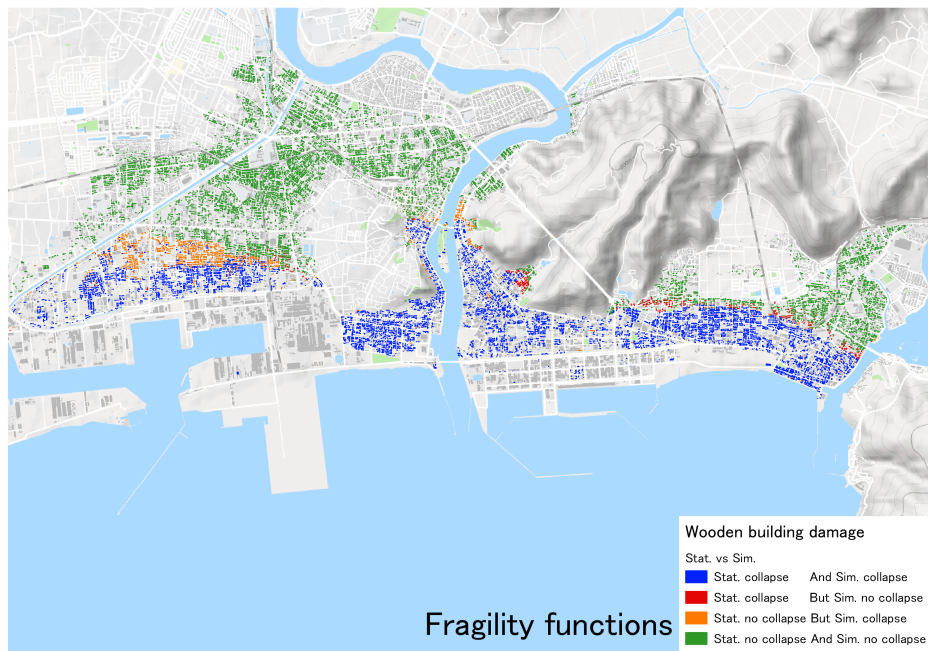 Wooden building damage
Stat. vs Sim.
Stat. collapse And Sim. collapse
Stat. collapse But Sim. no collapse
Stat. no collapse But Sim. collapse
Stat. no collapse And Sim. no collapse
Fragility functions